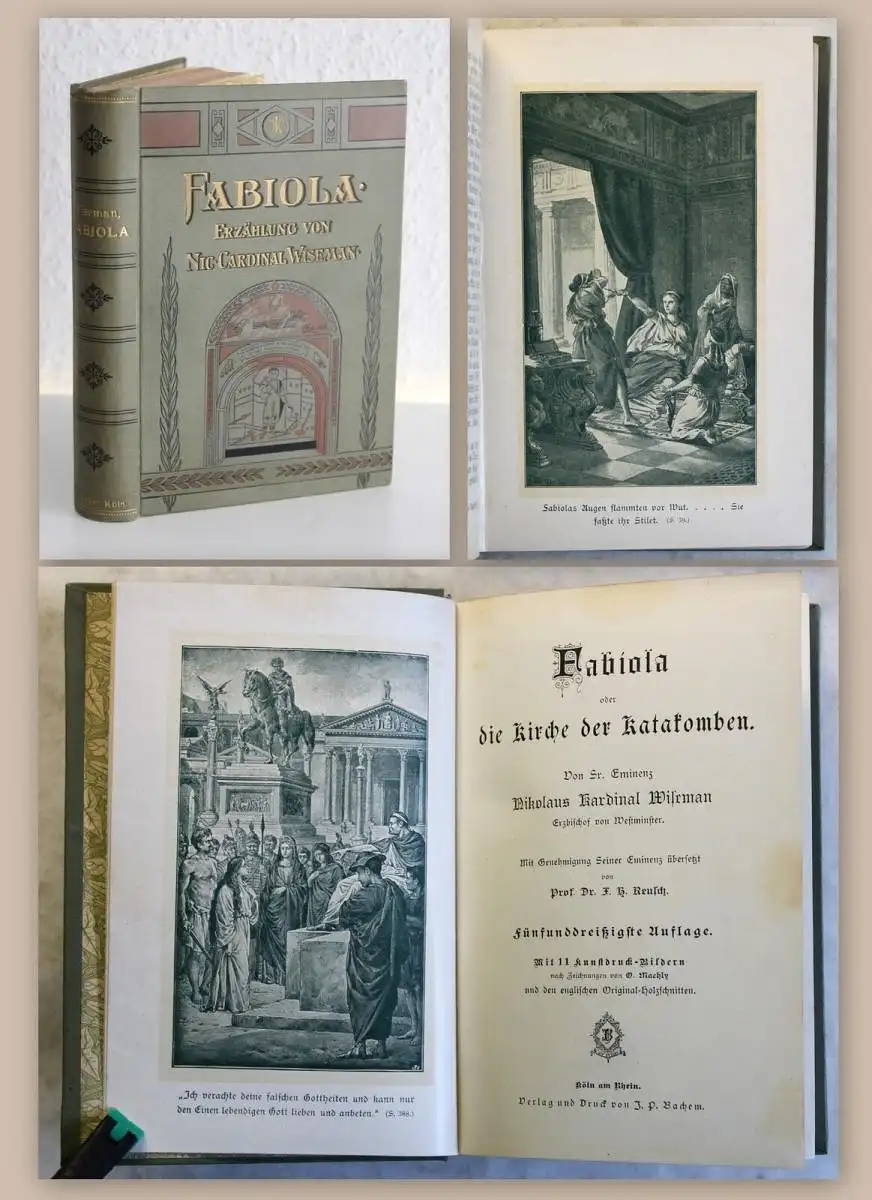 FABIOLA·
ERZÄHLUNG VON
NIC·CARDINAL WISEMAN·
ABIOLA
Köln.
Fabiolas Augen flammten vor Wut. . . . . Sie
faßte ihr Stilet. (S. 79.)
„Ich verachte deine falschen Gottheiten und kann nur
den Einen lebendigen Gott lieben und anbeten.“ (S. 388.)
Fabiola
oder
die Kirche der Katakomben.
Von Sr. Eminenz
Nikolaus Kardinal Wiseman
Erzbischof von Westminster.
Mit Genehmigung Seiner Eminenz übersetzt
von
Prof. Dr. F. H. Reusch.
Fünfunddreißigste Auflage.
Mit 11 Kunstdruck-Bildern
nach Zeichnungen von O. Maehly
und den englischen Original-Holzschnitten.
B
Köln am Rhein.
Verlag und Druck von J. P. Bachem.